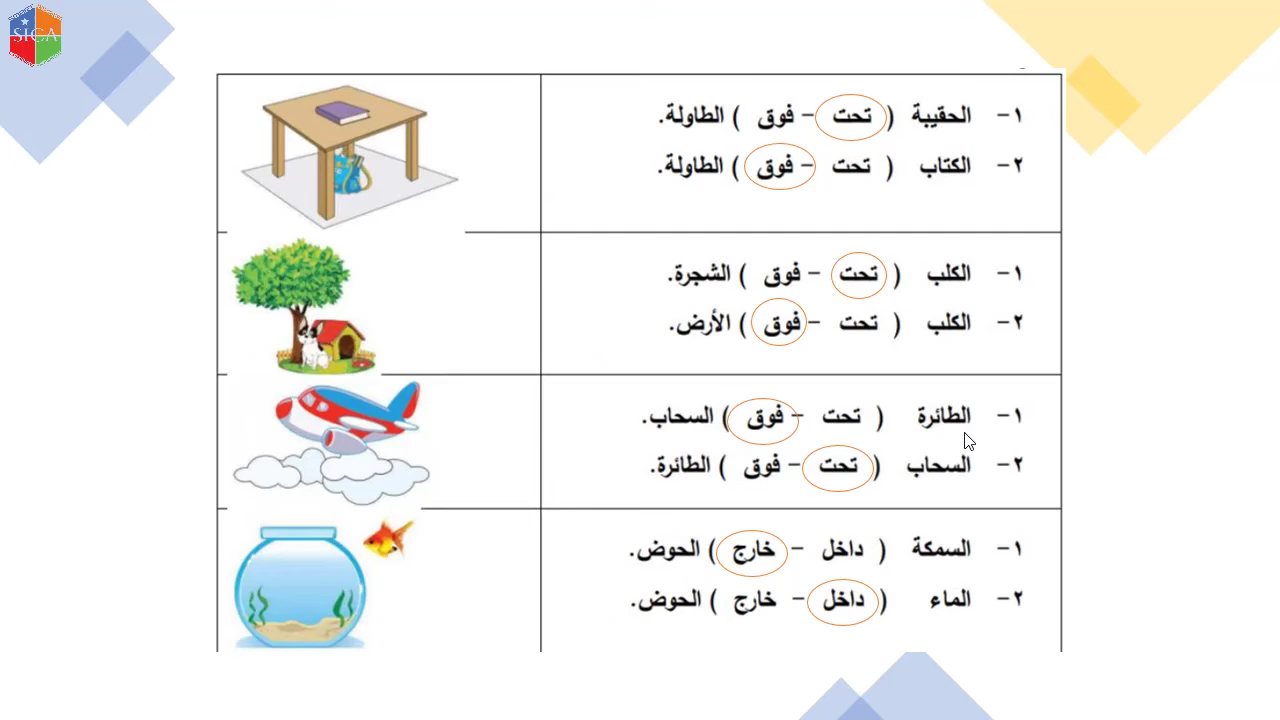 SICA
١- الحقيبة ( تحت – فوق ) الطاولة.
٢- الكتاب ( تحت – فوق ) الطاولة.
١- الكلب ( تحت – فوق ) الشجرة.
٢- الكلب ( تحت – فوق ) الأرض.
١- الطائرة ( تحت – فوق ) السحاب.
٢- السحاب ( تحت – فوق ) الطائرة.
١- السمكة ( داخل – خارج ) الحوض.
٢- الماء ( داخل – خارج ) الحوض.